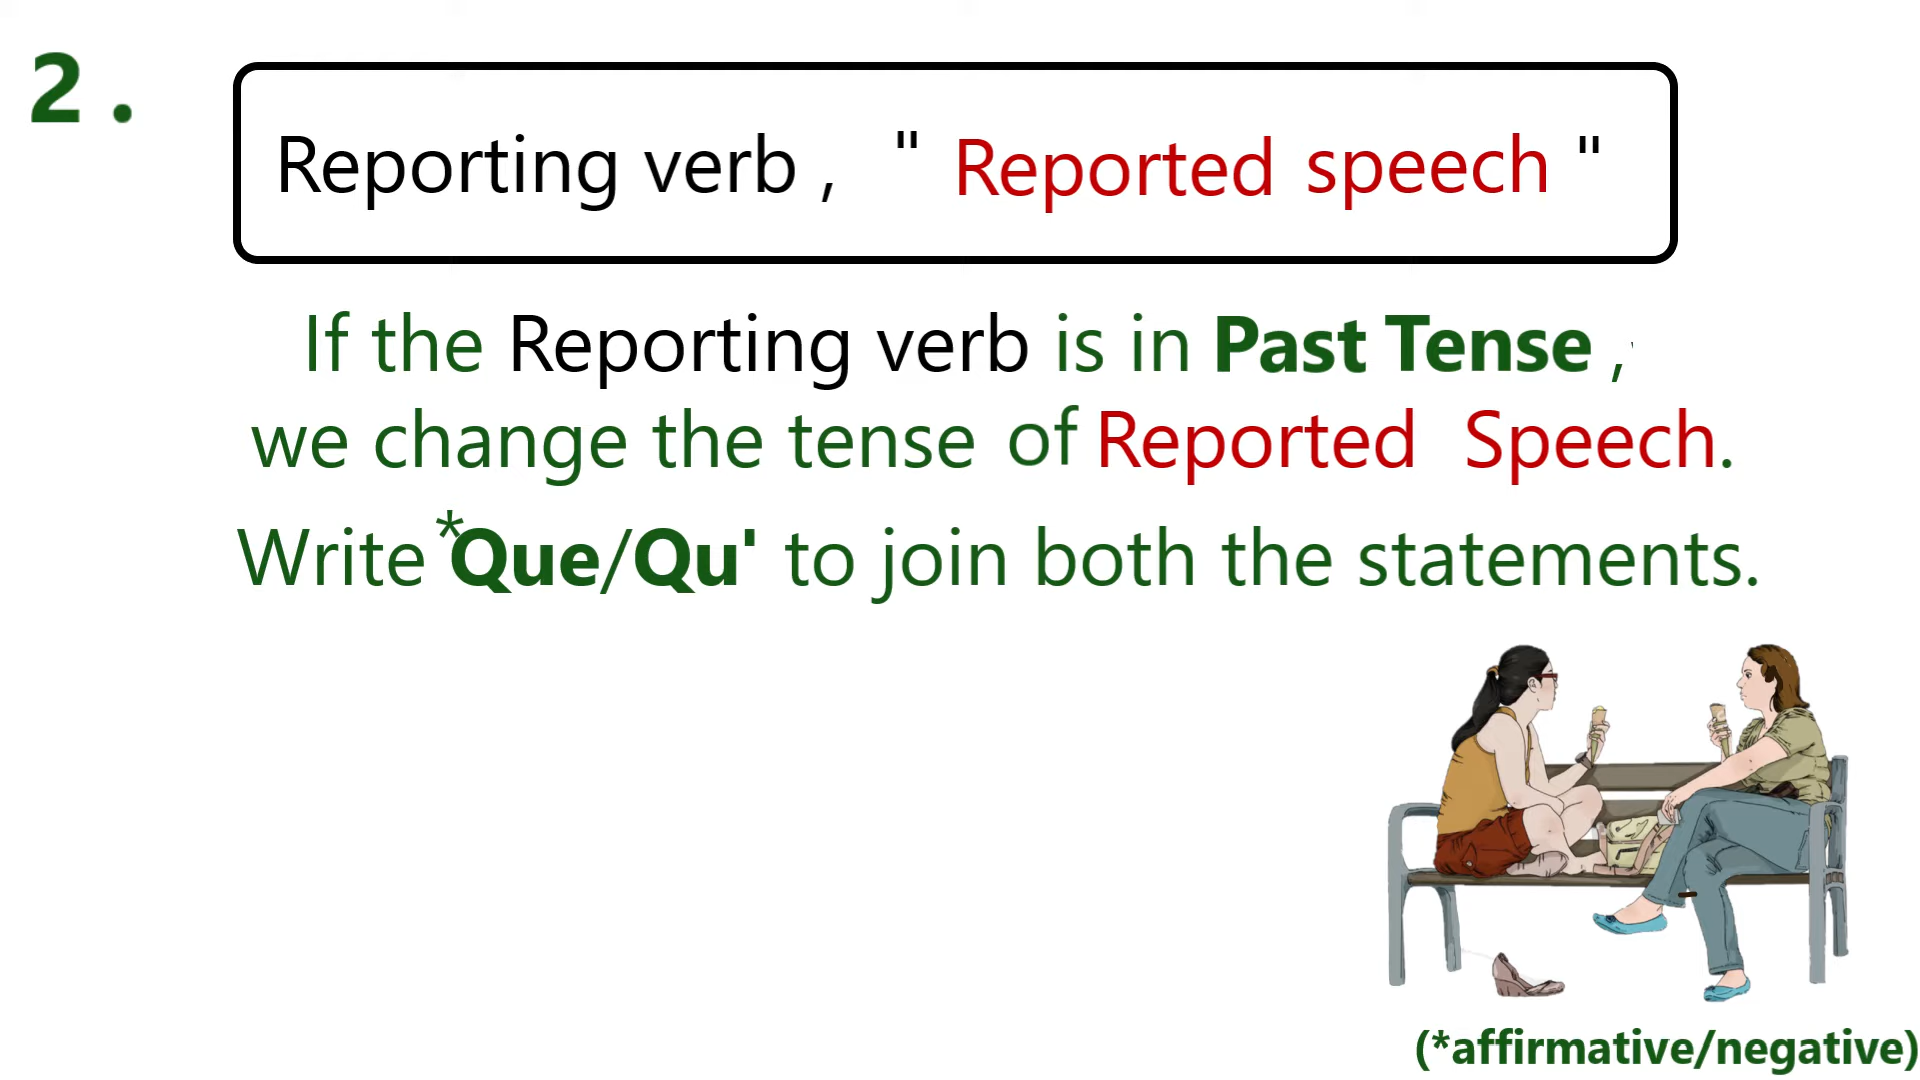 2.
Reporting verb , " Reported speech "
If the Reporting verb is in Past Tense ,
we change the tense of Reported Speech.
Write *Que/Qu' to join both the statements.
(*affirmative/negative)